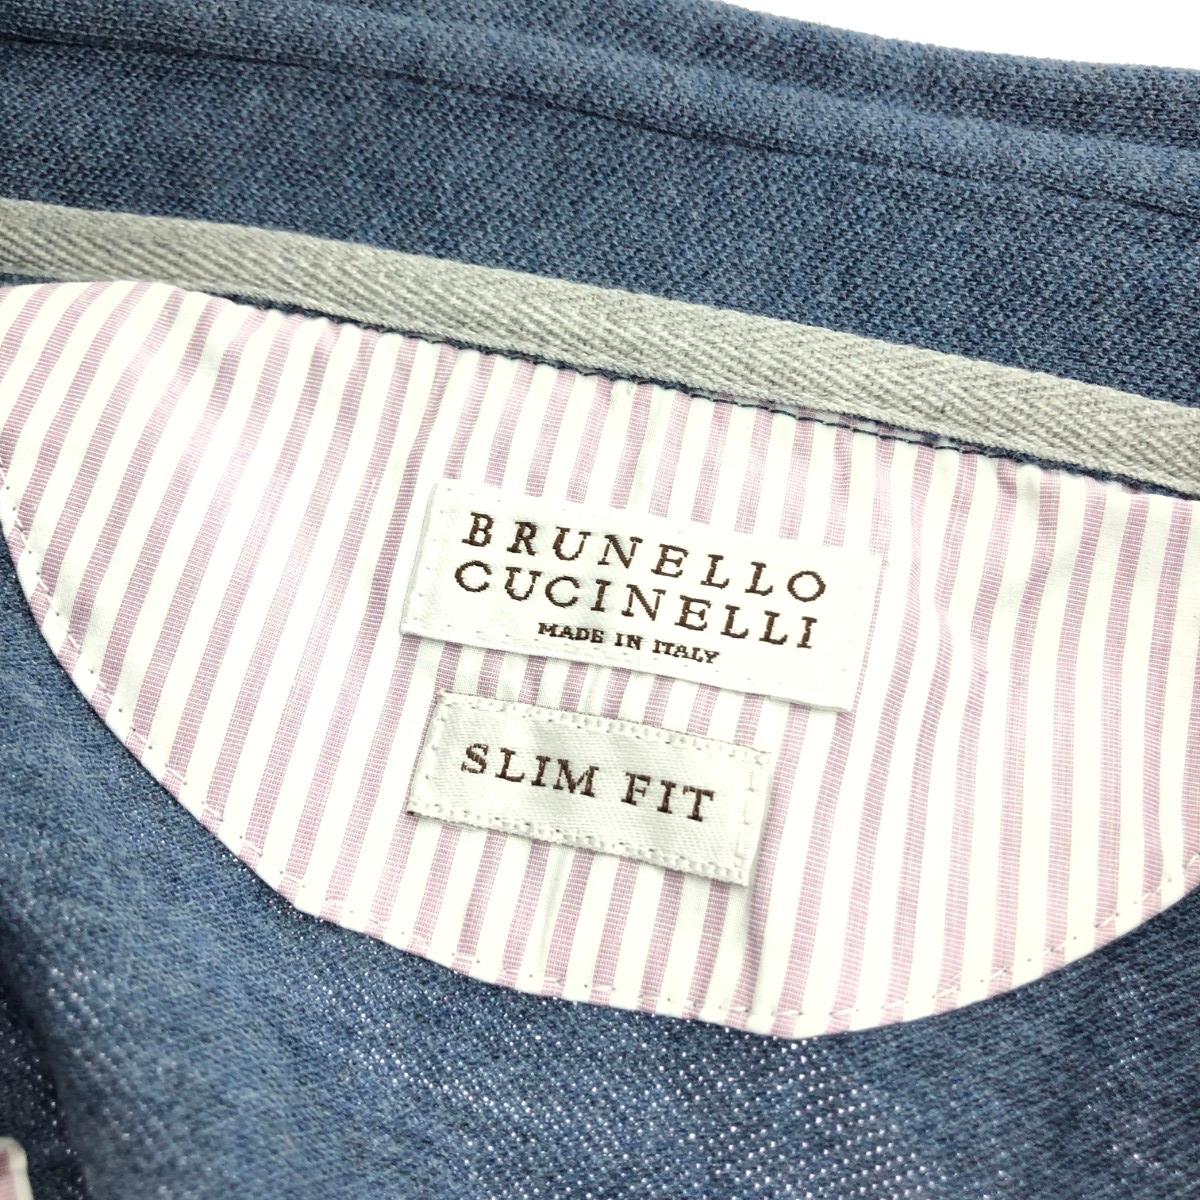 BRUNELLO
CUCINELLI
MADE IN ITALY
SLIM FIT